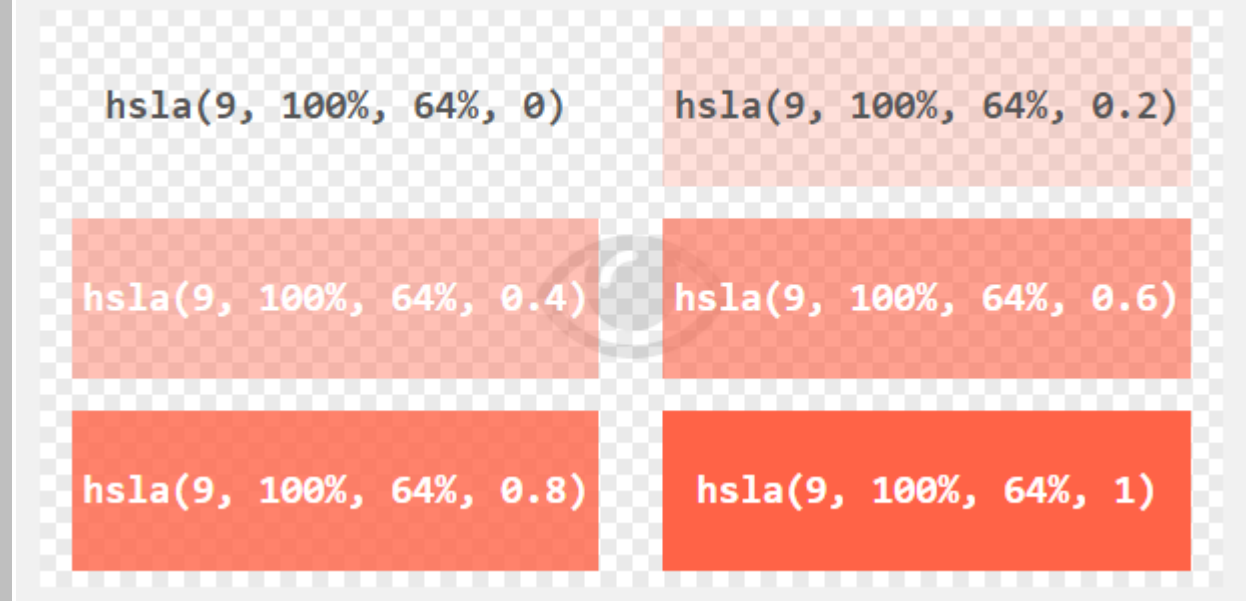 hsla(9, 100%, 64%, 0)
hsla(9, 100%, 64%, 0.2)
hsla(9, 100%, 64%, 0.4)
hsla(9, 100%, 64%, 0.6)
hsla(9, 100%, 64%, 0.8)
hsla(9, 100%, 64%, 1)